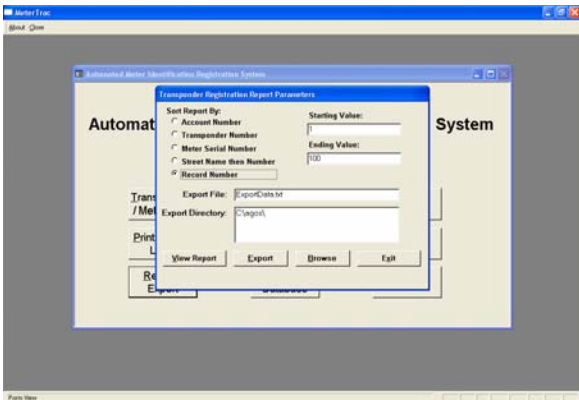 MeterTrac
About Close
Automated Meter Identification Registration System
Transponder Registration Report Parameters
Sort Report By:
Account Number
Transponder Number
Meter Serial Number
Street Name then Number
Record Number
Starting Value:
1
Ending Value:
100
Export File: ExportData.txt
Export Directory: C:\agos\
View Report Export Browse Exit
Automat
System
Tran
/ Met
Print
L
Re
E
Database
Form View